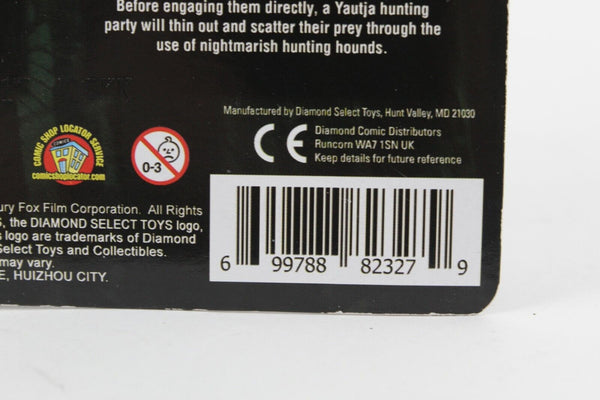 Before engaging them directly, a Yautja hunting
party will thin out and scatter their prey through the
use of nightmarish hunting hounds.
Manufactured by Diamond Select Toys, Hunt Valley, MD 21030
CE
Diamond Comic Distributors
Runcorn WA7 1SN UK
Keep details for future reference
COMIC SHOP LOCATOR SERVICE
COMICS
comicshoplocator.com
0-3
ury Fox Film Corporation. All Rights
S, the DIAMOND SELECT TOYS logo,
s logo are trademarks of Diamond
Select Toys and Collectibles.
may vary.
E, HUIZHOU CITY.
6 99788 82327 9